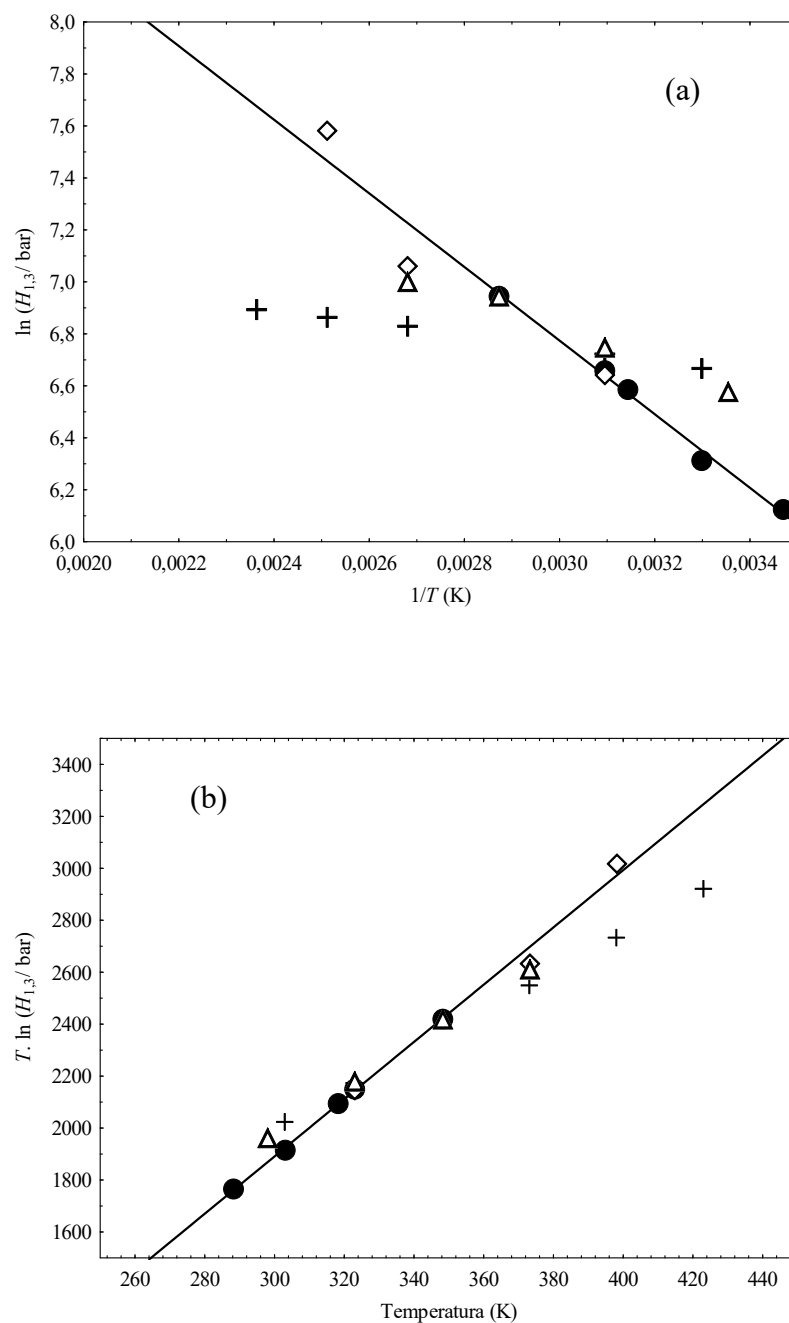 8,0
7,8
7,6
7,4
7,2
7,0
6,8
6,6
6,4
6,2
6,0
ln (H1,3/ bar)
(a)
0,0020 0,0022 0,0024 0,0026 0,0028 0,0030 0,0032 0,0034
1/T (K)
3400
3200
3000
2800
2600
2400
2200
2000
1800
1600
T. ln (H1,3/ bar)
(b)
260 280 300 320 340 360 380 400 420 440
Temperatura (K)